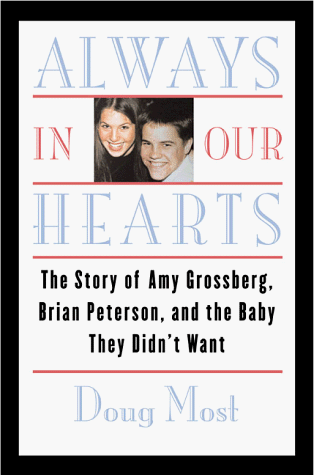 ALWAYS
IN OUR
HEARTS
The Story of Amy Grossberg,
Brian Peterson, and the Baby
They Didn't Want
Doug Most